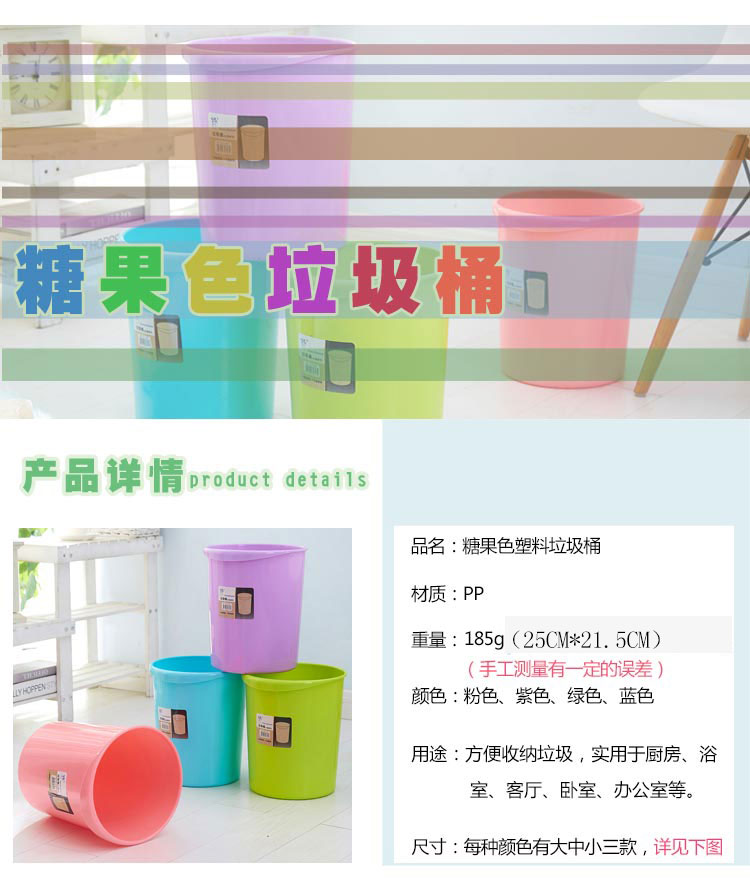 糖果色垃圾桶
产品详情product details
品名：糖果色塑料垃圾桶
材质：PP
重量：185g（25CM*21.5CM）
（手工测量有一定的误差）
颜色：粉色、紫色、绿色、蓝色
用途：方便收纳垃圾，实用于厨房、浴
室、客厅、卧室、办公室等。
尺寸：每种颜色有大中小三款，详见下图